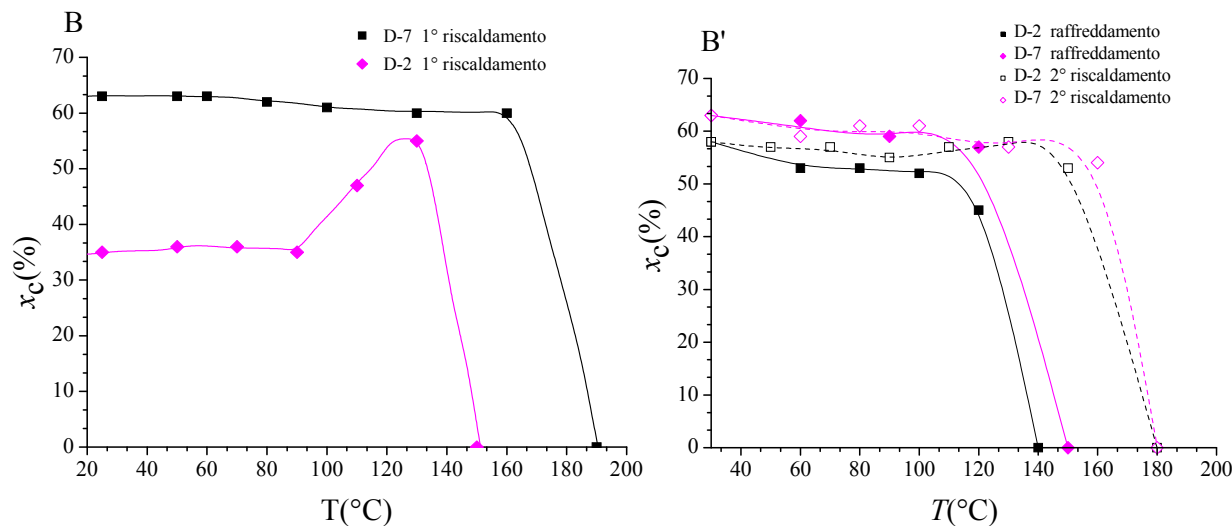 B
D-7 1° riscaldamento
D-2 1° riscaldamento
70
60
50
40
30
20
10
0
xc(%)
20 40 60 80 100 120 140 160 180 200
T(°C)
B'
D-2 raffreddamento
D-7 raffreddamento
D-2 2° riscaldamento
D-7 2° riscaldamento
70
60
50
40
30
20
10
0
xc(%)
40 60 80 100 120 140 160 180 200
T(°C)